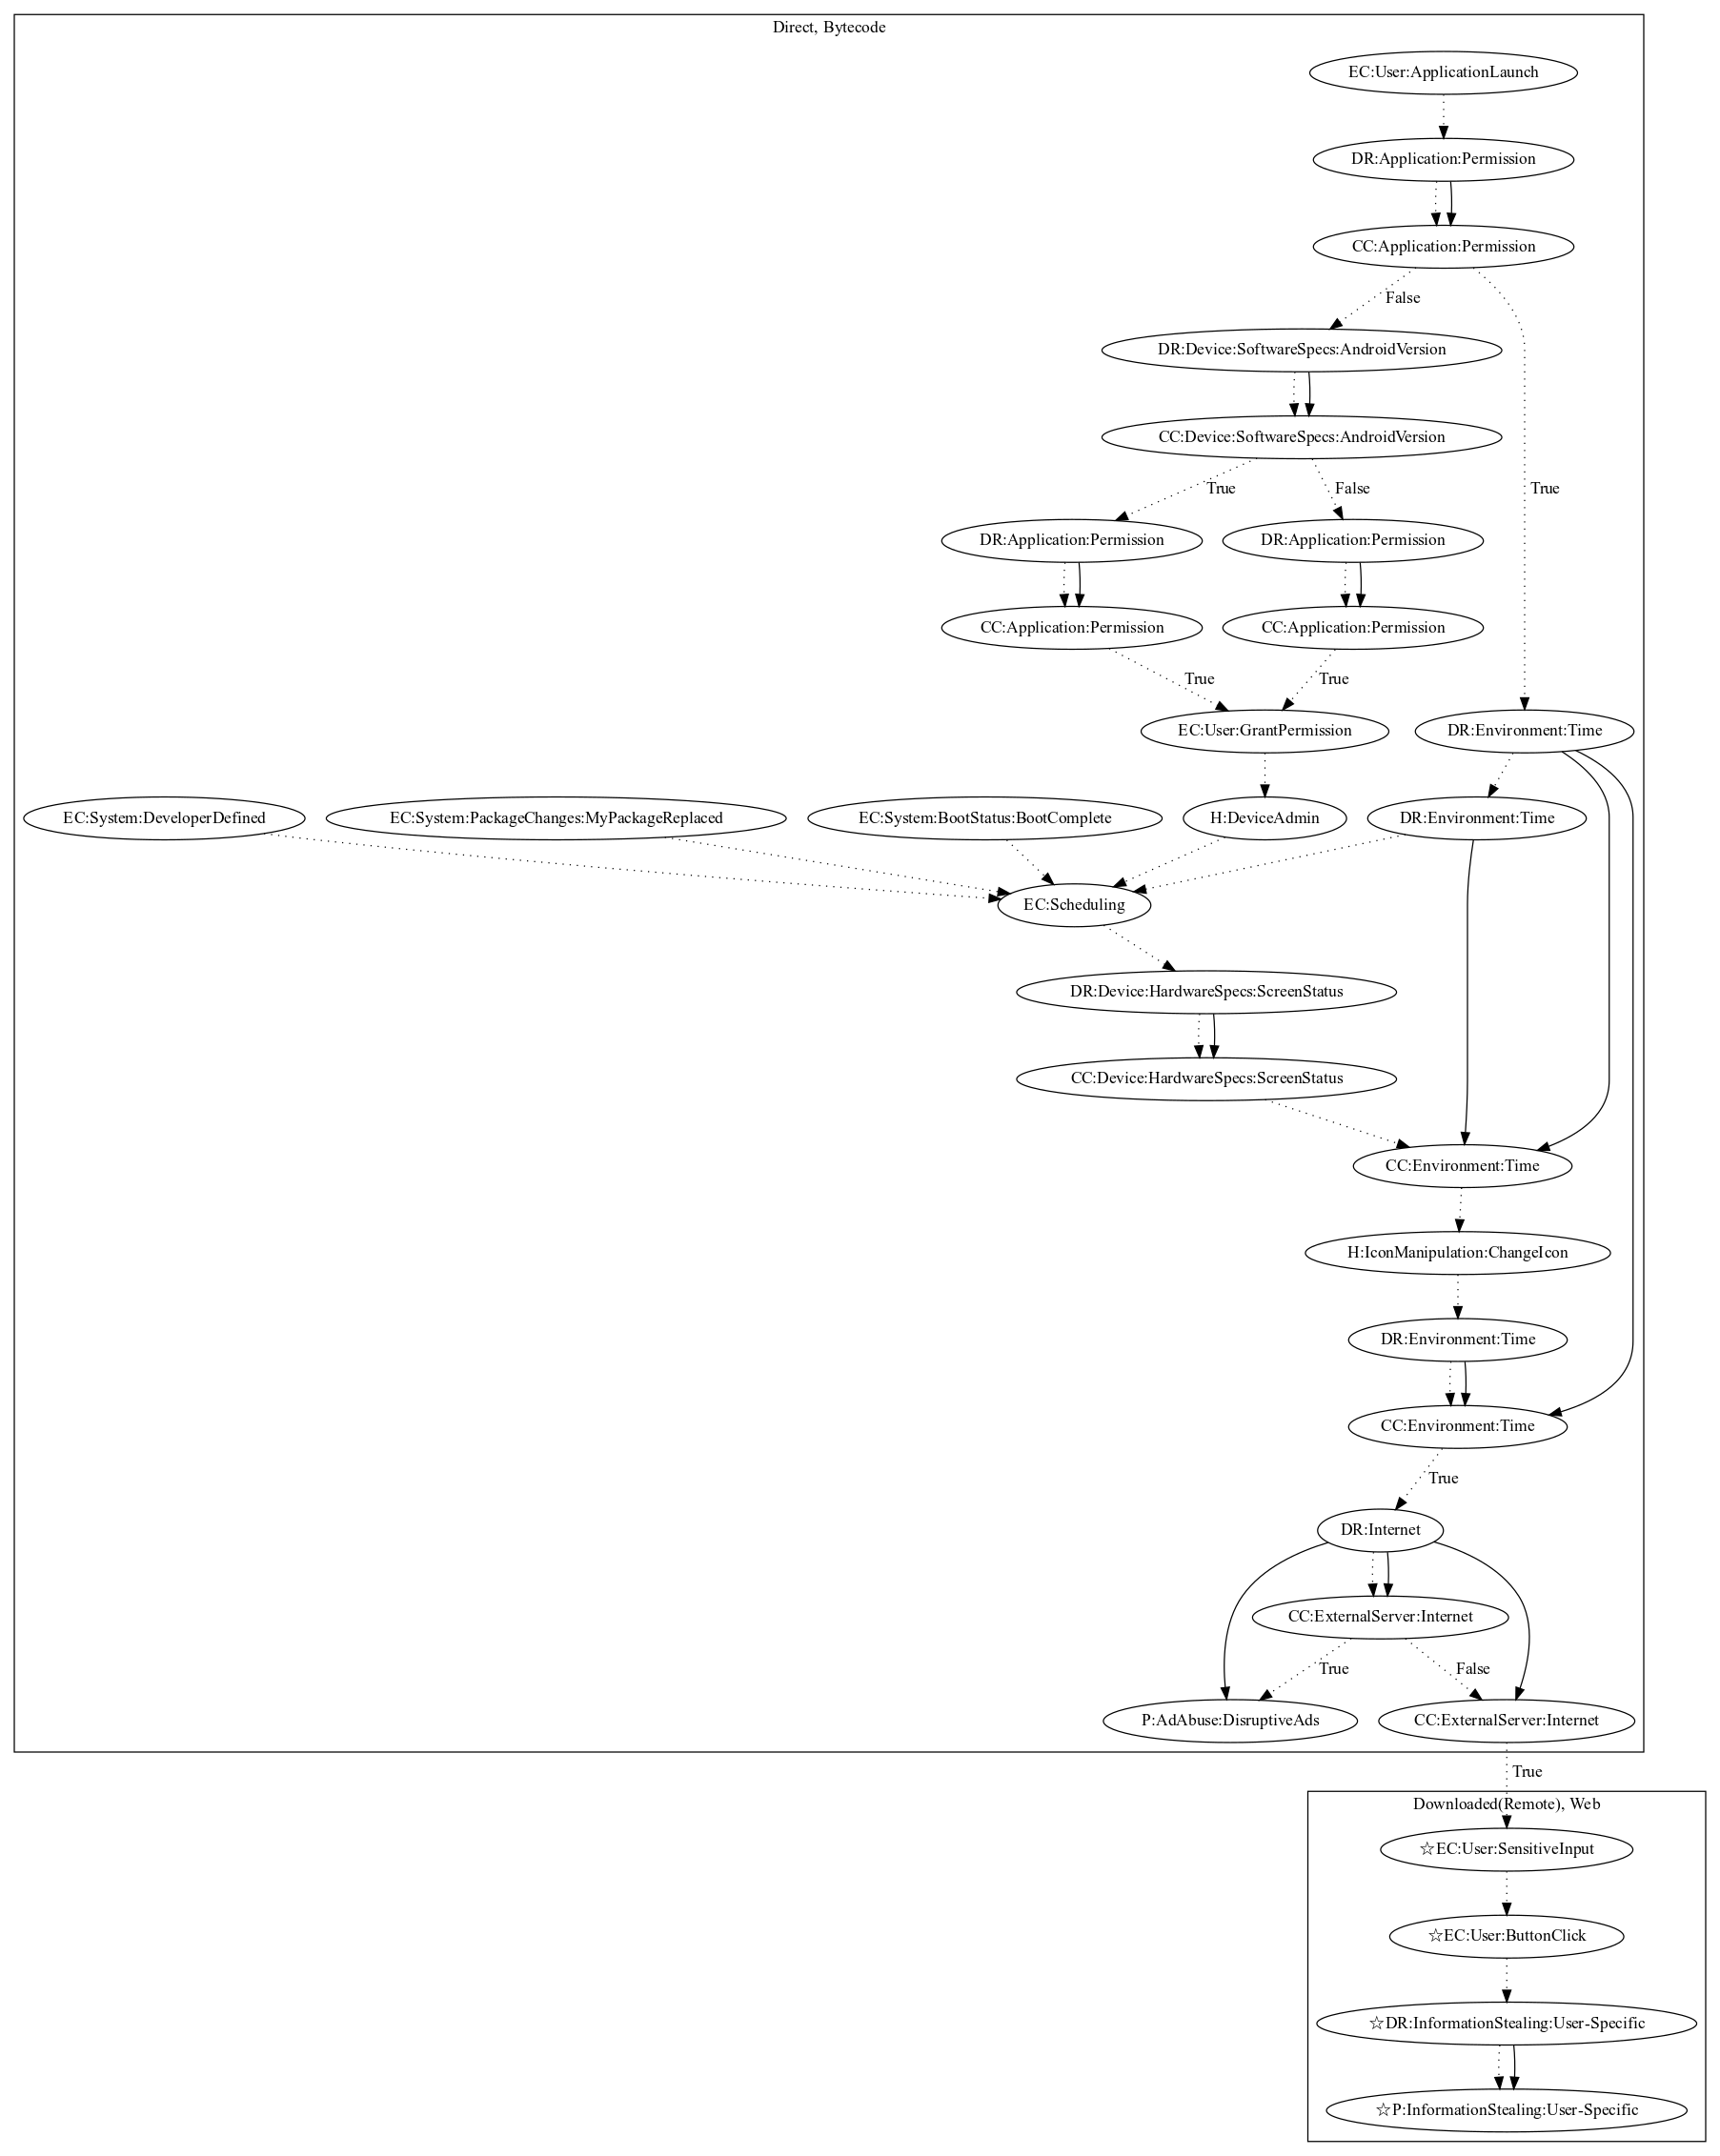 Direct, Bytecode
EC:User:ApplicationLaunch
DR:Application:Permission
CC:Application:Permission
False
DR:Device:SoftwareSpecs:AndroidVersion
CC:Device:SoftwareSpecs:AndroidVersion
True
False
True
DR:Application:Permission
DR:Application:Permission
CC:Application:Permission
CC:Application:Permission
True
True
EC:User:GrantPermission
DR:Environment:Time
EC:System:DeveloperDefined
EC:System:PackageChanges:MyPackageReplaced
EC:System:BootStatus:BootComplete
H:DeviceAdmin
DR:Environment:Time
EC:Scheduling
DR:Device:HardwareSpecs:ScreenStatus
CC:Device:HardwareSpecs:ScreenStatus
CC:Environment:Time
H:IconManipulation:ChangeIcon
DR:Environment:Time
CC:Environment:Time
True
DR:Internet
CC:ExternalServer:Internet
True
False
P:AdAbuse:DisruptiveAds
CC:ExternalServer:Internet
True
Downloaded(Remote), Web
☆EC:User:SensitiveInput
☆EC:User:ButtonClick
☆DR:InformationStealing:User-Specific
☆P:InformationStealing:User-Specific